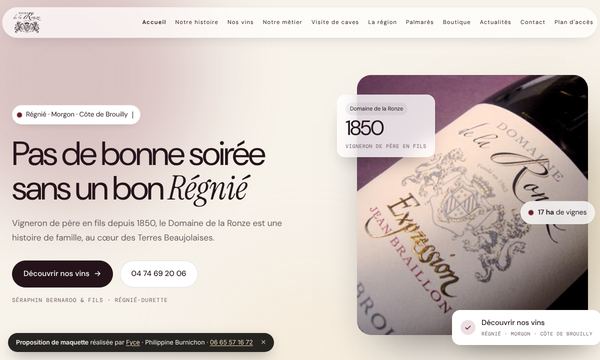 de la Ronze
Accueil Notre histoire Nos vins Notre métier Visite de caves La région Palmarès Boutique Actualités Contact Plan d'accès
Régnié · Morgon · Côte de Brouilly
Pas de bonne soirée
sans un bon Régnié
Vigneron de père en fils depuis 1850, le Domaine de la Ronze est une
histoire de famille, au cœur des Terres Beaujolaises.
Découvrir nos vins →
04 74 69 20 06
SÉRAPHIN BERNARDO & FILS · RÉGNIÉ-DURETTE
Domaine de la Ronze
1850
VIGNERON DE PÈRE EN FILS
DOMAINE
de la Ron
Expression
JEAN BRAILLON
17 ha de vignes
Découvrir nos vins
RÉGNIÉ · MORGON · CÔTE DE BROUILLY
Proposition de maquette réalisée par Fyce · Philippine Burnichon · 06 65 57 16 72 ×